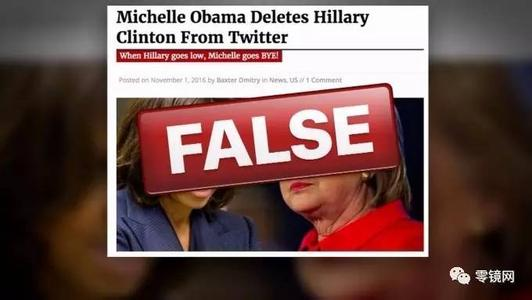 Michelle Obama Deletes Hillary
Clinton From Twitter
When Hillary goes low, Michelle goes BYE!
Posted on November 1, 2016 by Baxter Dmitry in News, US // 1 Comment
FALSE
零镜网